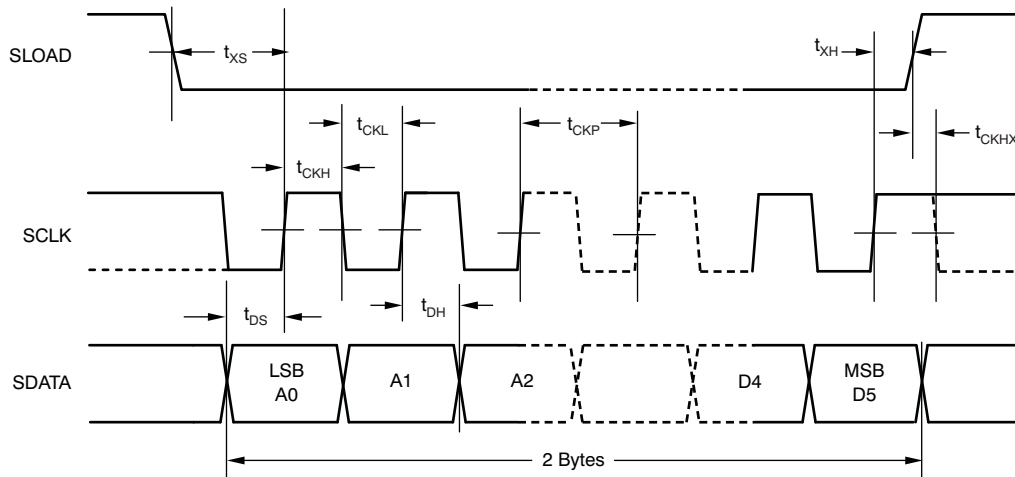 SLOAD
tXS
tXH
tCKL
tCKP
tCKHX
tCKH
SCLK
tDS
tDH
SDATA
LSB
A0
A1
A2
D4
MSB
D5
2 Bytes